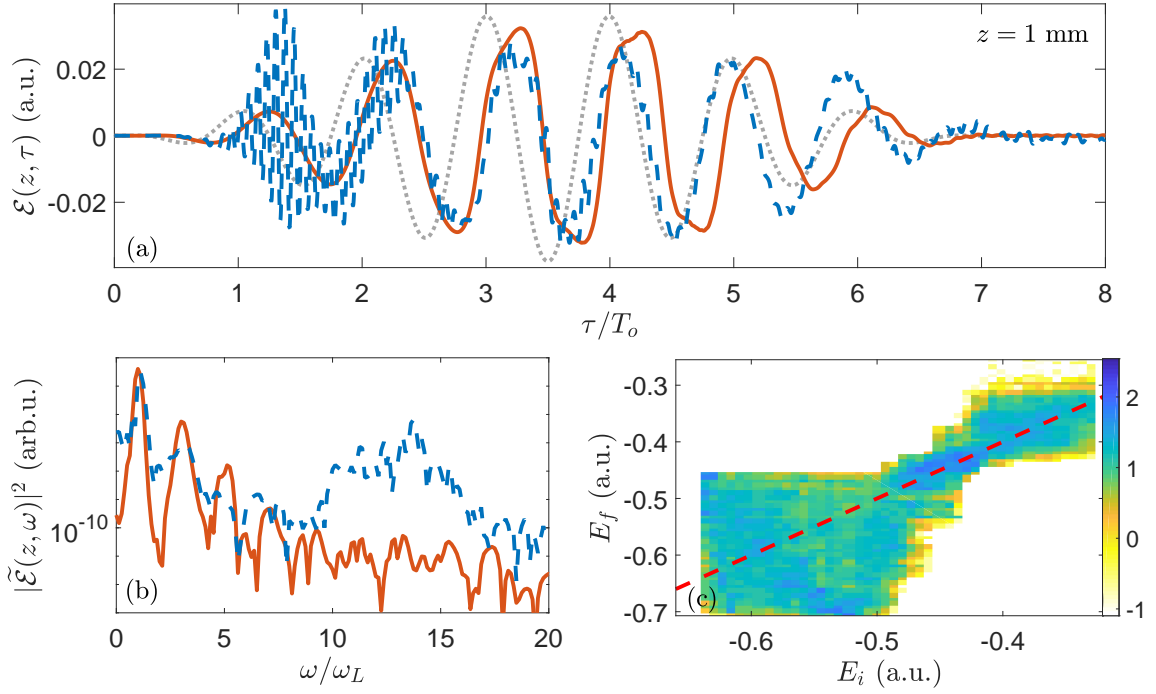 z = 1 mm
ℰ(z, τ) (a.u.)
0.02
0
-0.02
(a)
0 1 2 3 4 5 6 7 8
τ/T_o
|ℰ̃(z, ω)|² (arb.u.)
10^{-10}
(b)
0 5 10 15 20
ω/ω_L
E_f (a.u.)
-0.3
-0.4
-0.5
-0.6
-0.7
(c)
-0.6 -0.5 -0.4
E_i (a.u.)
2
1
0
-1